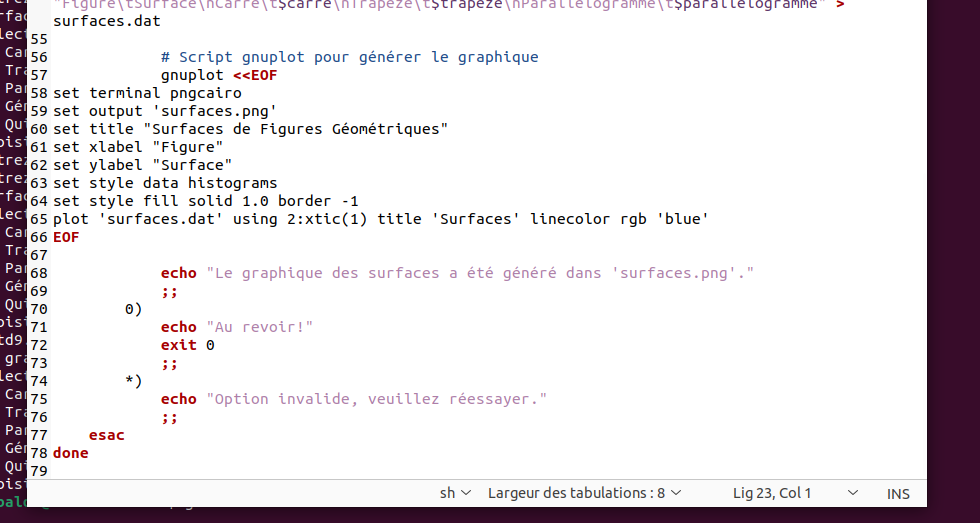 "Figure\tSurface\nCarré\t$carre\nTrapèze\t$trapeze\nParallélogramme\t$parallelogramme" >
surfaces.dat
55
56 # Script gnuplot pour générer le graphique
57 gnuplot <<EOF
58 set terminal pngcairo
59 set output 'surfaces.png'
60 set title "Surfaces de Figures Géométriques"
61 set xlabel "Figure"
62 set ylabel "Surface"
63 set style data histograms
64 set style fill solid 1.0 border -1
65 plot 'surfaces.dat' using 2:xtic(1) title 'Surfaces' linecolor rgb 'blue'
66 EOF
67
68 echo "Le graphique des surfaces a été généré dans 'surfaces.png'."
69 ;;
70 0)
71 echo "Au revoir!"
72 exit 0
73 ;;
74 *)
75 echo "Option invalide, veuillez réessayer."
76 ;;
77 esac
78 done
79
sh Largeur des tabulations : 8 Lig 23, Col 1 INS